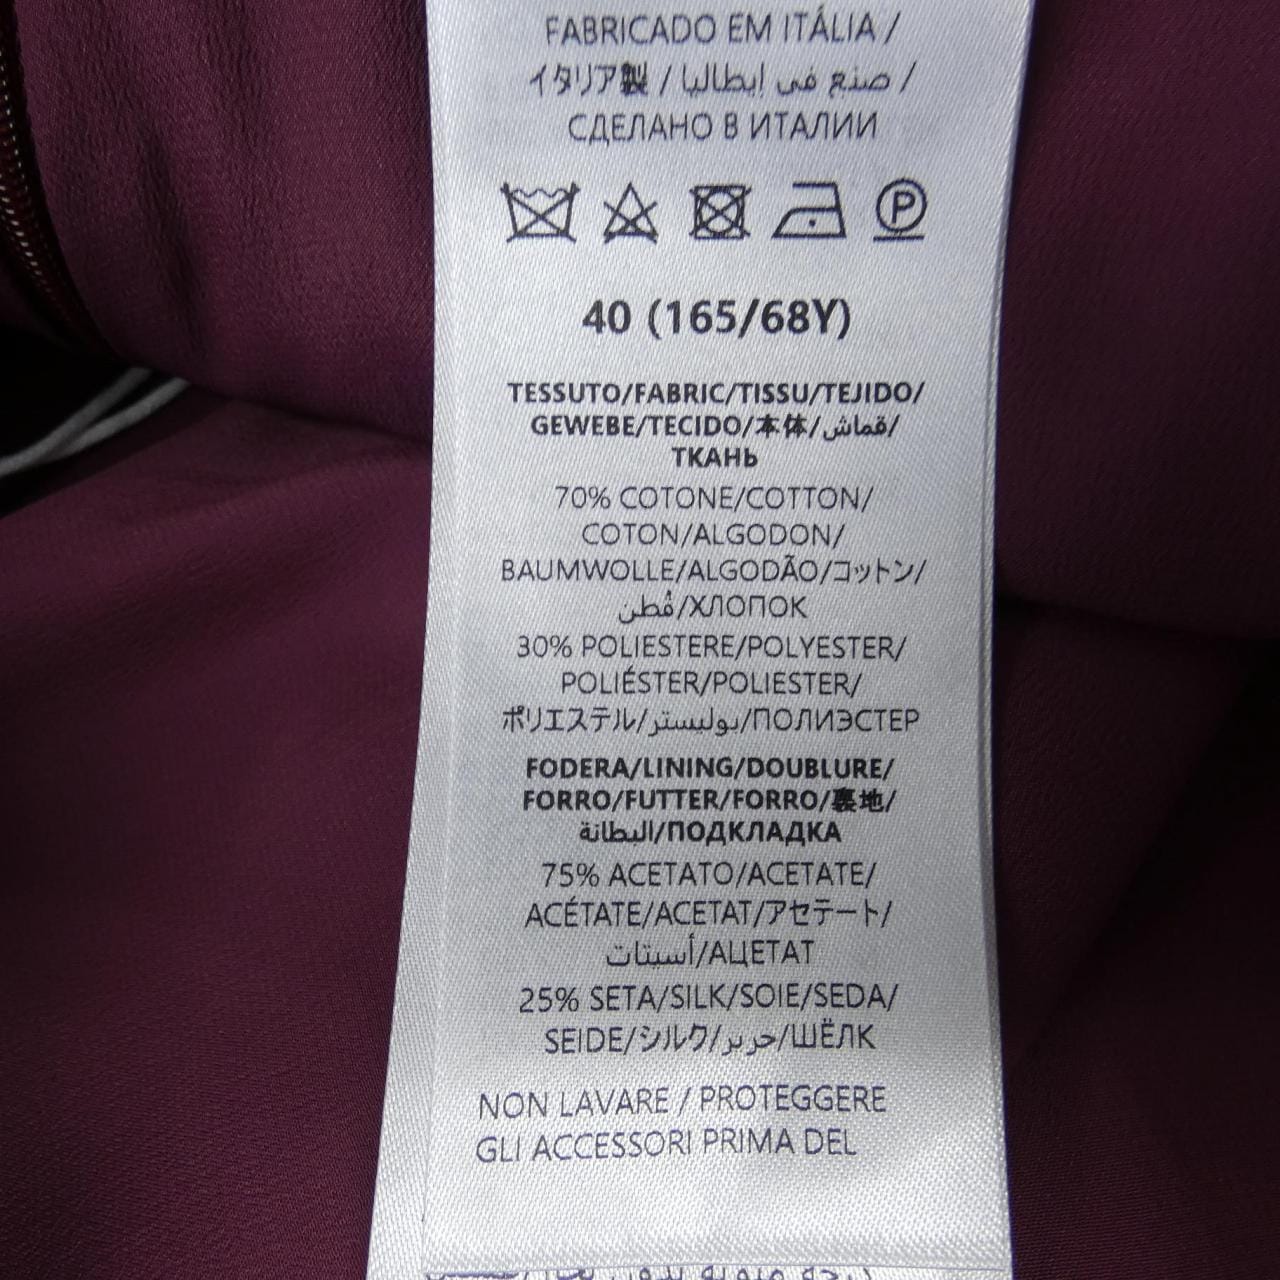 FABRICADO EM ITÁLIA /
イタリア製 / صنع في إيطاليا /
СДЕЛАНО В ИТАЛИИ
P
40 (165/68Y)
TESSUTO/FABRIC/TISSU/TEJIDO/
GEWEBE/TECIDO/本体/قماش/
ТКАНЬ
70% COTONE/COTTON/
COTON/ALGODON/
BAUMWOLLE/ALGODÃO/コットン/
قُطن/ХЛОПОК
30% POLIESTERE/POLYESTER/
POLIÉSTER/POLIESTER/
ポリエステル/بوليستر/ПОЛИЭСТЕР
FODERA/LINING/DOUBLURE/
FORRO/FUTTER/FORRO/裏地/
البطانة/ПОДКЛАДКА
75% ACETATO/ACETATE/
ACÉTATE/ACETAT/アセテート/
أسيتات/АЦЕТАТ
25% SETA/SILK/SOIE/SEDA/
SEIDE/シルク/حرير/ШЁЛК
NON LAVARE / PROTEGGERE
GLI ACCESSORI PRIMA DEL